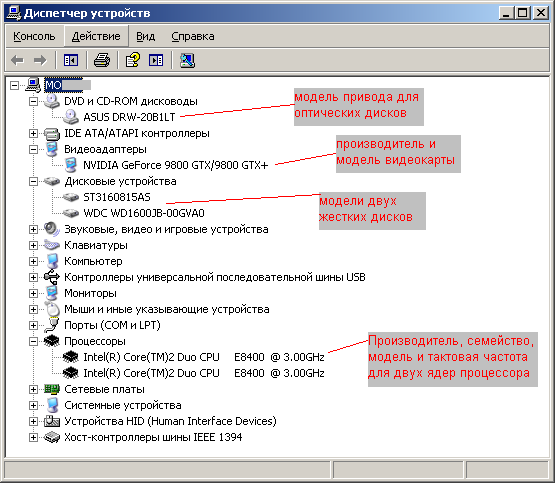 Диспетчер устройств
Консоль Действие Вид Справка
МО
DVD и CD-ROM дисководы
ASUS DRW-20B1LT
модель привода для
оптических дисков
IDE ATA/ATAPI контроллеры
Видеоадаптеры
NVIDIA GeForce 9800 GTX/9800 GTX+
производитель и
модель видеокарты
Дисковые устройства
ST3160815AS
WDC WD1600JB-00GVA0
модели двух
жестких дисков
Звуковые, видео и игровые устройства
Клавиатуры
Компьютер
Контроллеры универсальной последовательной шины USB
Мониторы
Мыши и иные указывающие устройства
Порты (COM и LPT)
Процессоры
Intel(R) Core(TM)2 Duo CPU E8400 @ 3.00GHz
Intel(R) Core(TM)2 Duo CPU E8400 @ 3.00GHz
Производитель, семейство,
модель и тактовая частота
для двух ядер процессора
Сетевые платы
Системные устройства
Устройства HID (Human Interface Devices)
Хост-контроллеры шины IEEE 1394